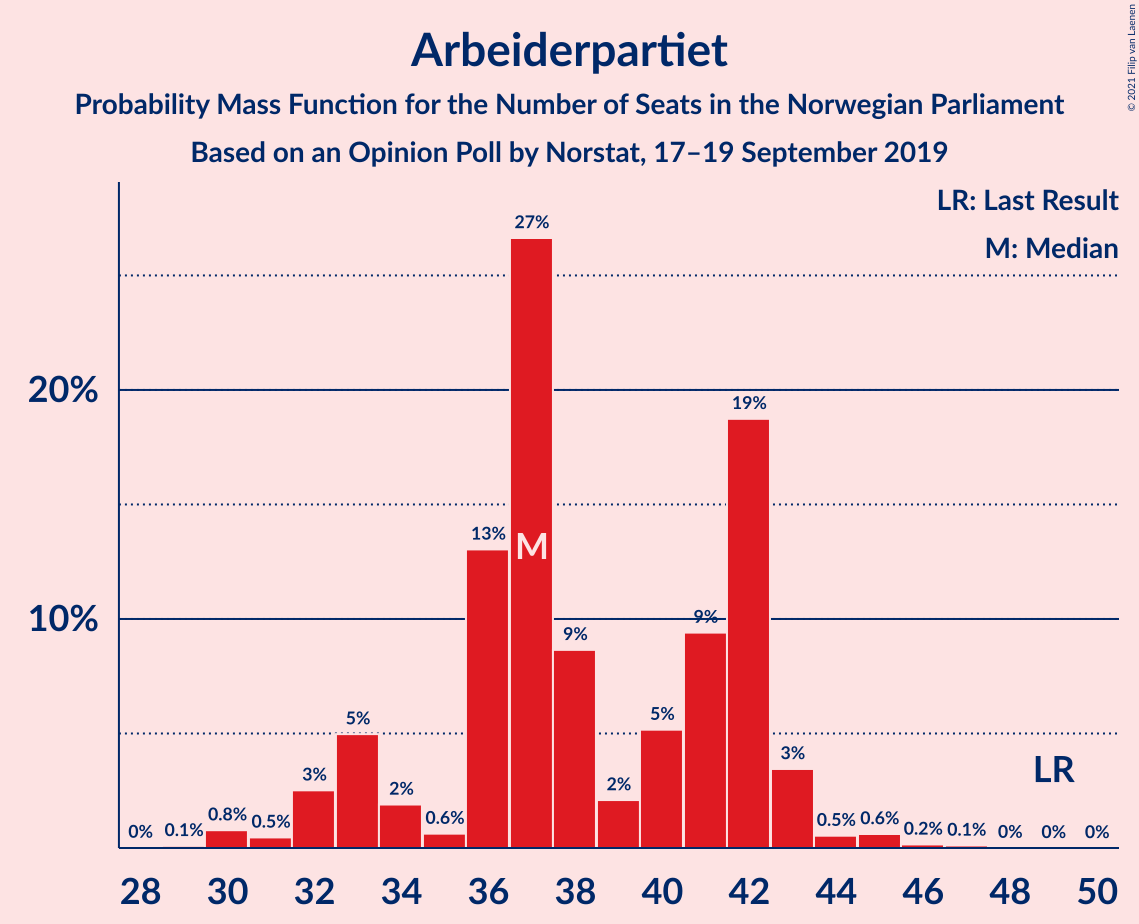 Arbeiderpartiet
Probability Mass Function for the Number of Seats in the Norwegian Parliament
Based on an Opinion Poll by Norstat, 17–19 September 2019
© 2021 Filip van Laenen
LR: Last Result
M: Median
27%
20%
19%
13%
M
10%
9%
9%
5%
5%
3%
3%
2%
2%
LR
0%
0.1%
0.8%
0.5%
0.6%
0.5%
0.6%
0.2%
0.1%
0%
0%
0%
28 30 32 34 36 38 40 42 44 46 48 50